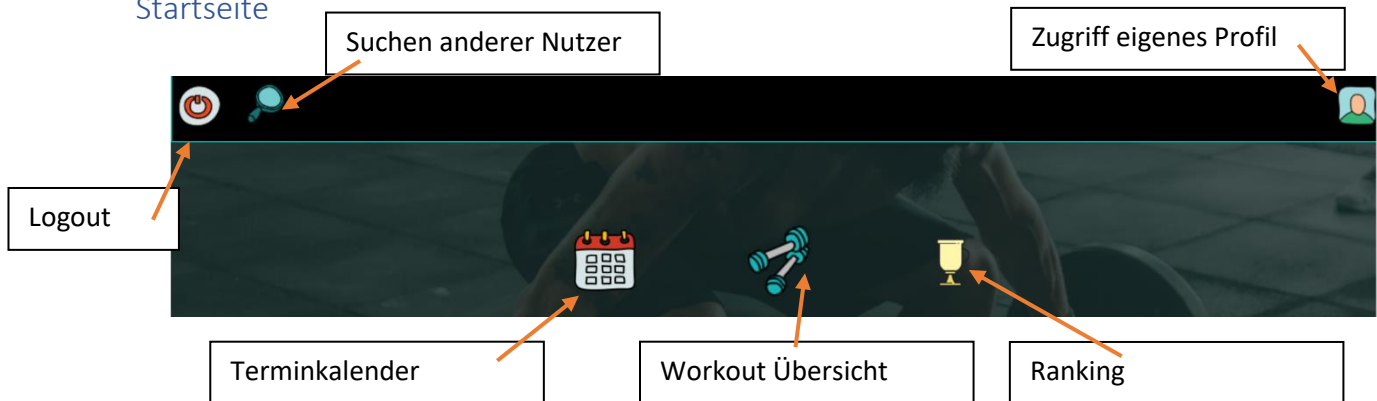 Startseite
Suchen anderer Nutzer
Zugriff eigenes Profil
Logout
Terminkalender
Workout Übersicht
Ranking